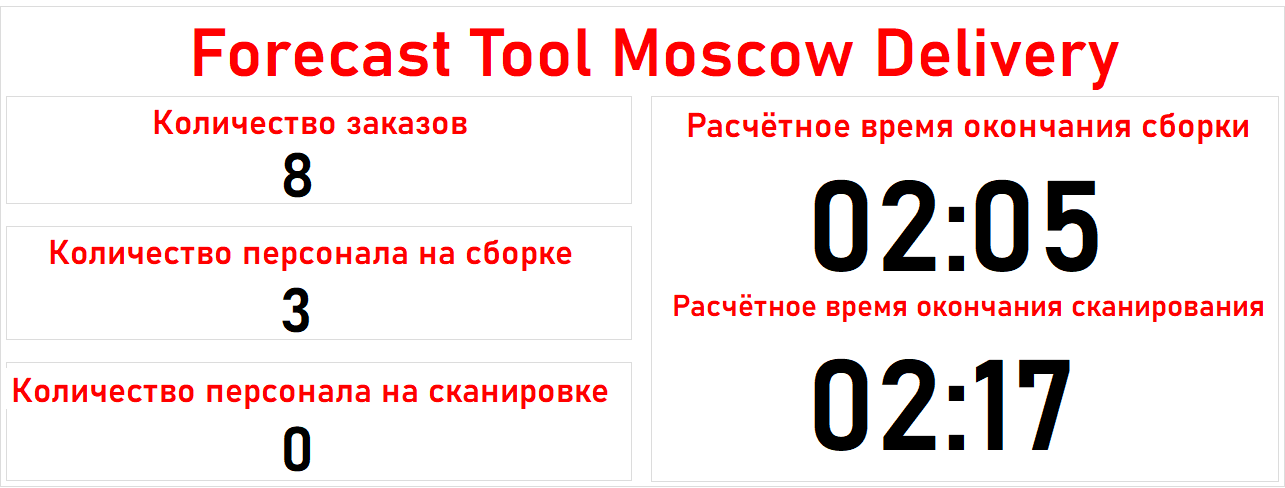 Forecast Tool Moscow Delivery
Количество заказов
8
Количество персонала на сборке
3
Количество персонала на сканировке
0
Расчётное время окончания сборки
02:05
Расчётное время окончания сканирования
02:17